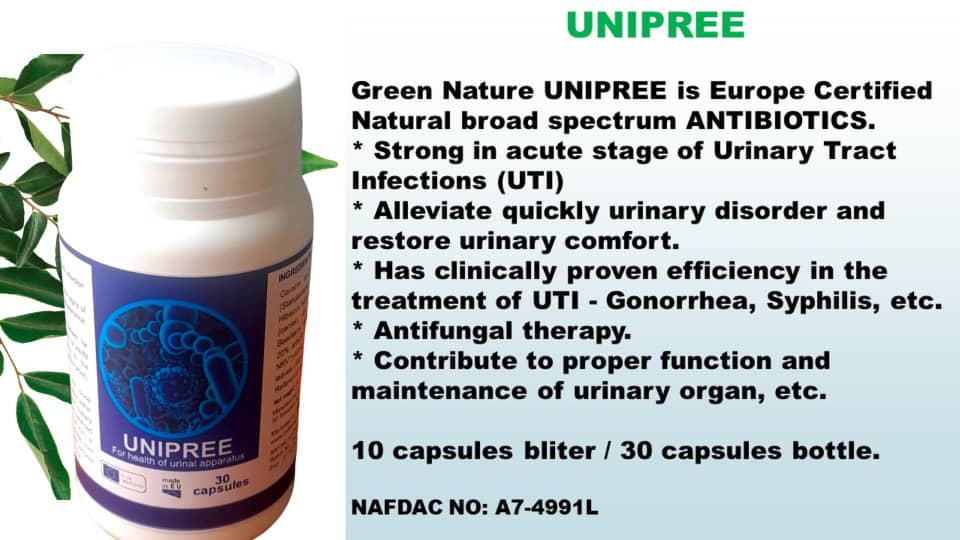 UNIPREE
Green Nature UNIPREE is Europe Certified
Natural broad spectrum ANTIBIOTICS.
* Strong in acute stage of Urinary Tract
Infections (UTI)
* Alleviate quickly urinary disorder and
restore urinary comfort.
* Has clinically proven efficiency in the
treatment of UTI - Gonorrhea, Syphilis, etc.
* Antifungal therapy.
* Contribute to proper function and
maintenance of urinary organ, etc.
10 capsules bliter / 30 capsules bottle.
NAFDAC NO: A7-4991L
UNIPREE
For health of urinal apparatus
made
in EU
30
capsules